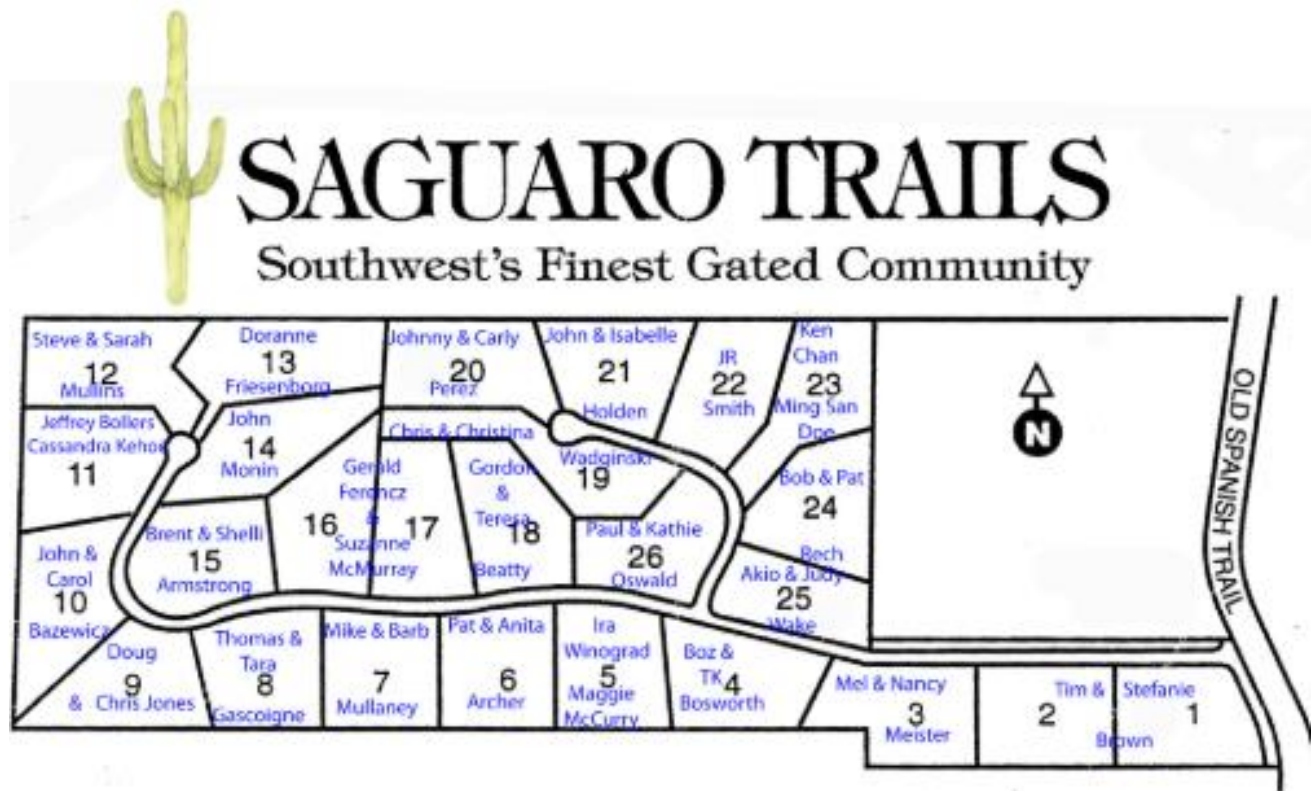 SAGUARO TRAILS
Southwest's Finest Gated Community
Steve & Sarah
12
Mullins
Doranne
13
Friesenborg
Johnny & Carly
20
Perez
John & Isabelle
21
Holden
JR
22
Smith
Ken
Chan
23
Ming San
Doe
N
OLD SPANISH TRAIL
Jeffrey Bollers
Cassandra Kehoe
11
John
14
Monin
Chris & Christina
Wadginski
19
Gerald
Ferencz
&
Suzanne
McMurray
16
17
Gordon
&
Teresa
18
Beatty
Bob & Pat
24
Bech
Brent & Shelli
15
Armstrong
Paul & Kathie
26
Oswald
Akio & Judy
25
Wake
John &
Carol
10
Bazewicz
Doug
9
& Chris Jones
Thomas &
Tara
8
Gascoigne
Mike & Barb
7
Mullaney
Pat & Anita
6
Archer
Ira
Winograd
5
Maggie
McCurry
Boz &
TK
4
Bosworth
Mel & Nancy
3
Meister
Tim & Stefanie
2
1
Brown